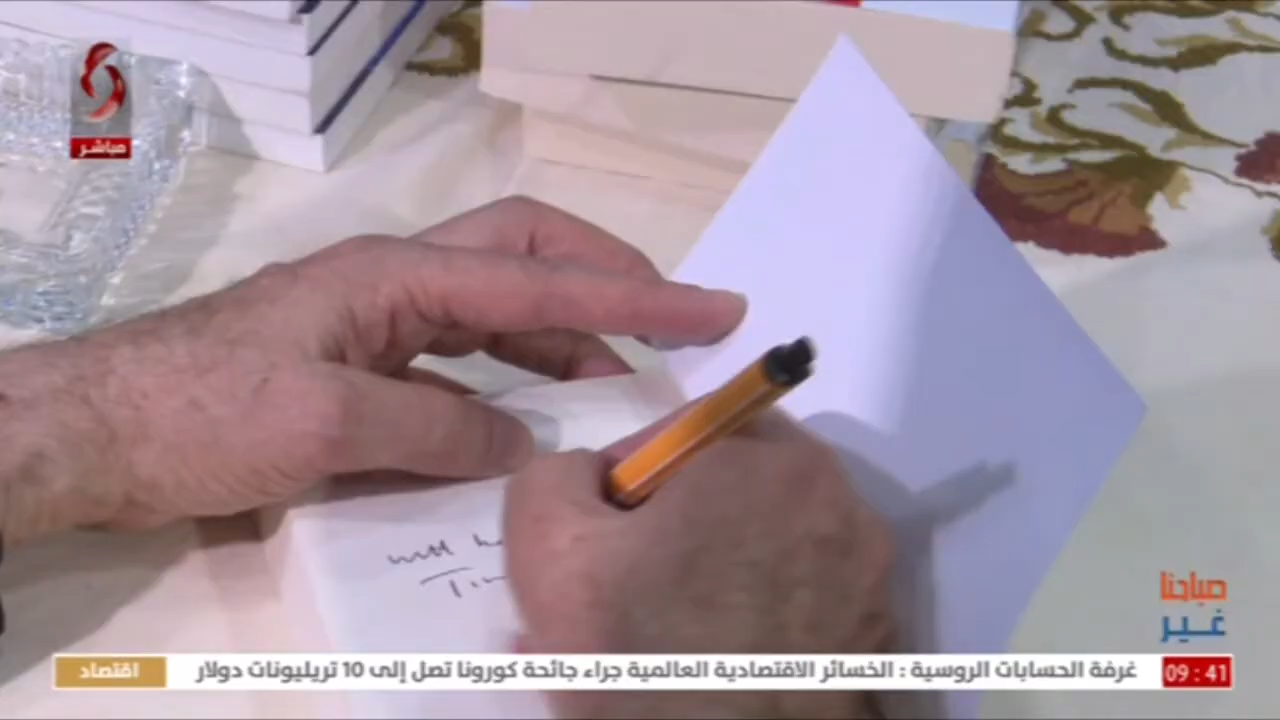 مباشر
صباحنا
غير
غرفة الحسابات الروسية : الخسائر الاقتصادية العالمية جراء جائحة كورونا تصل إلى 10 تريليونات دولار
اقتصاد
09 : 41